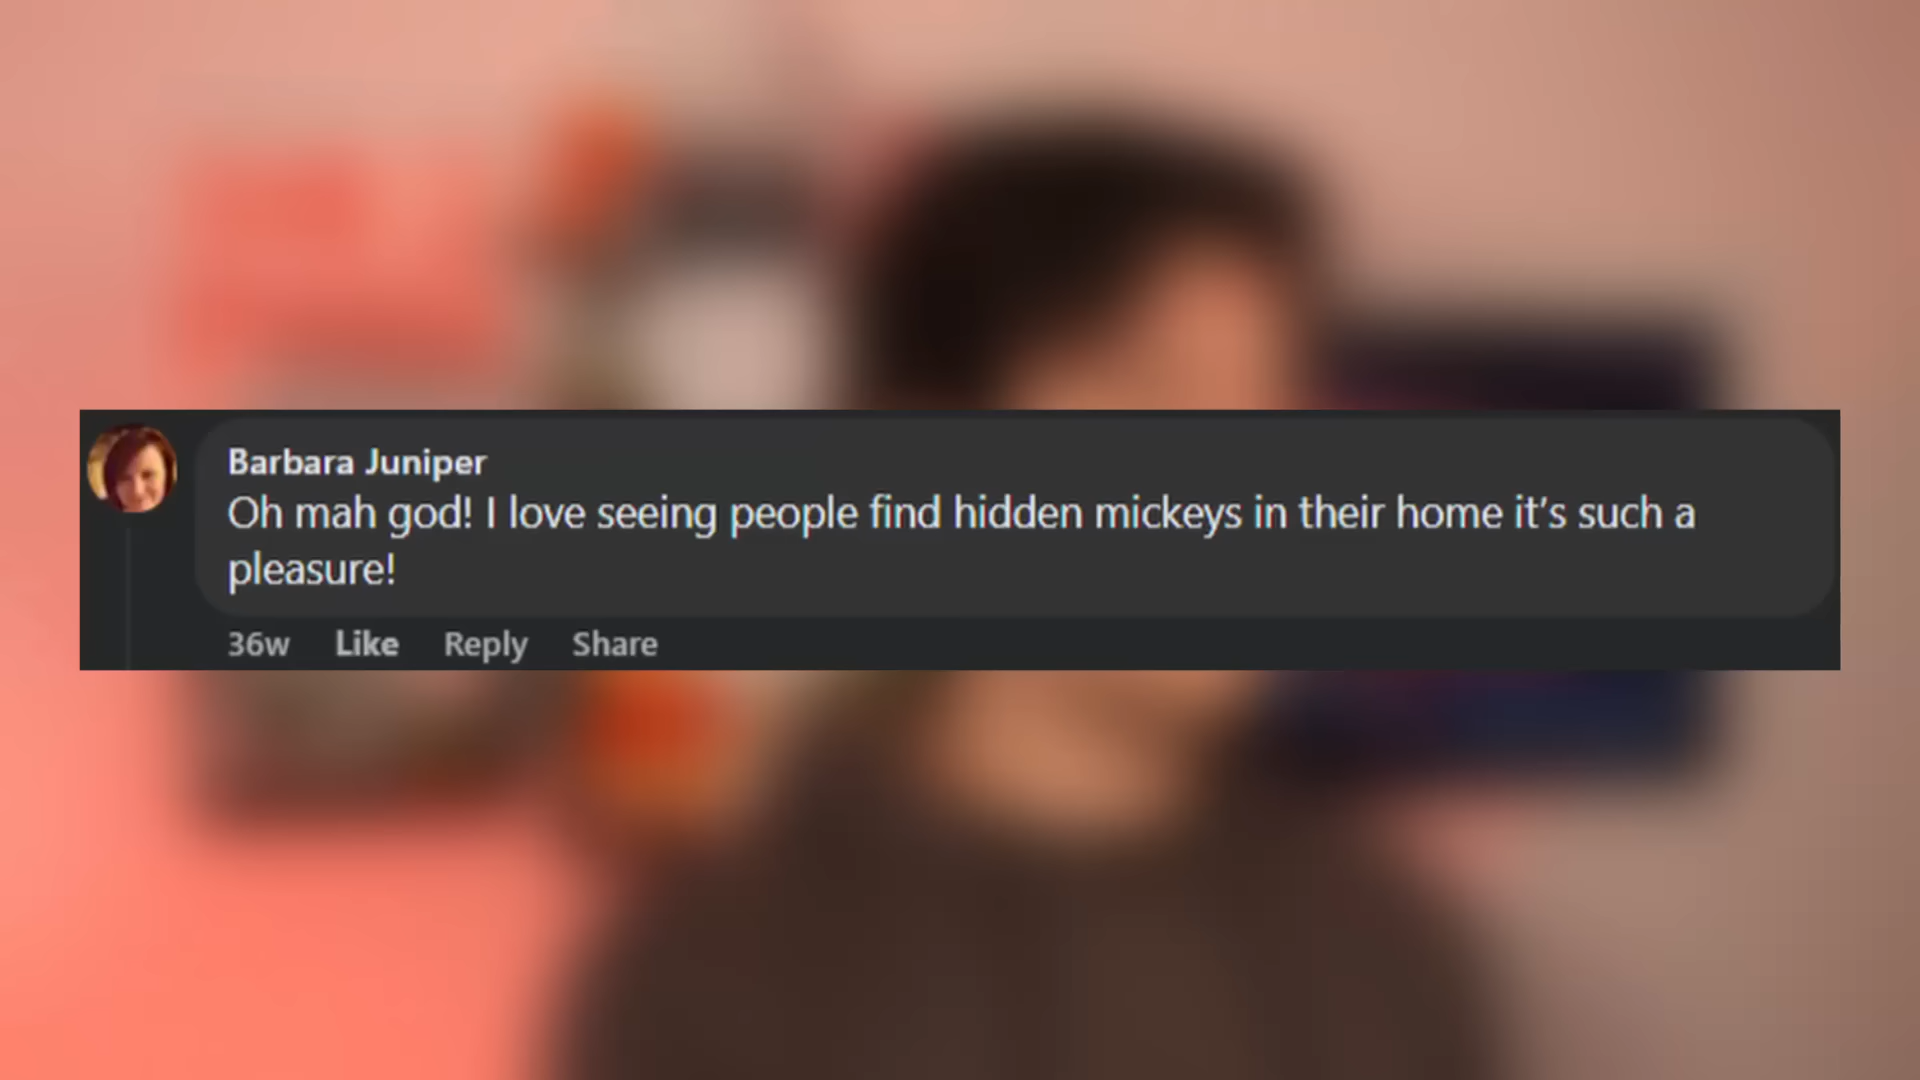 Barbara Juniper
Oh mah god! I love seeing people find hidden mickeys in their home it's such a
pleasure!
36w Like Reply Share